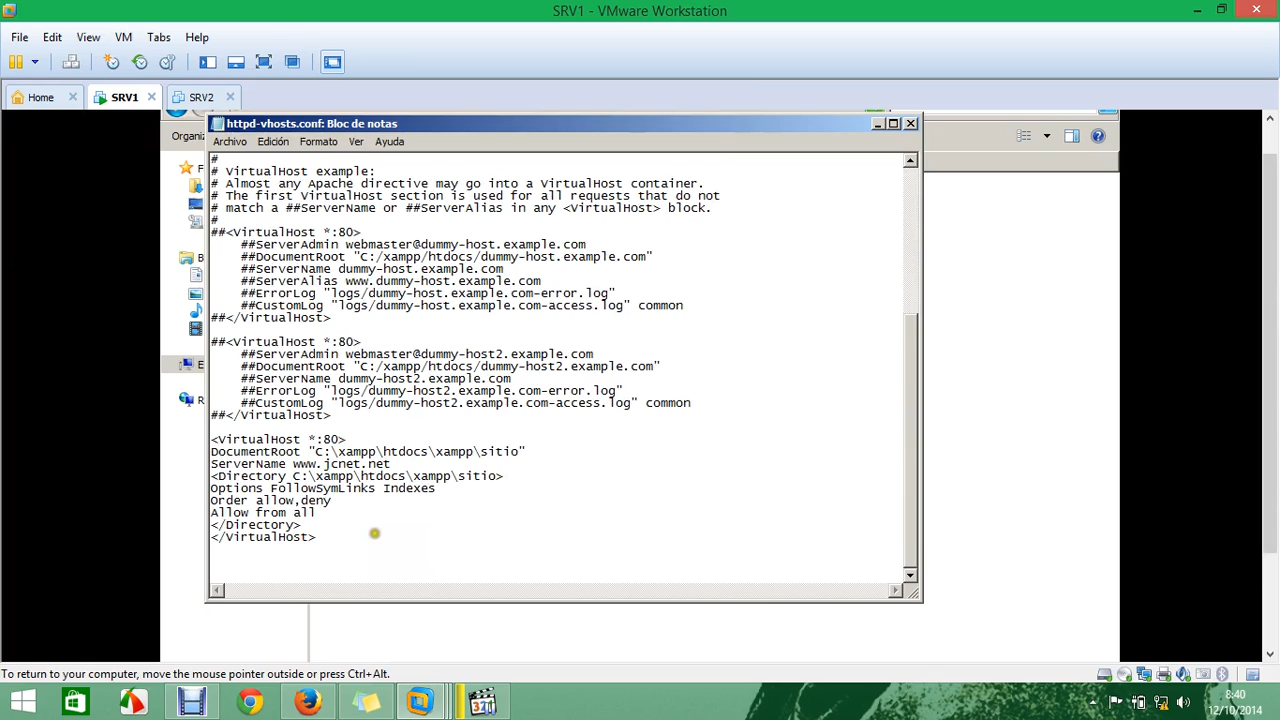 SRV1 - VMware Workstation
File Edit View VM Tabs Help
Home SRV1 SRV2
httpd-vhosts.conf: Bloc de notas
Organiz
Archivo Edición Formato Ver Ayuda
#
# VirtualHost example:
# Almost any Apache directive may go into a VirtualHost container.
# The first VirtualHost section is used for all requests that do not
# match a ##ServerName or ##ServerAlias in any <VirtualHost> block.
#
##<VirtualHost *:80>
##ServerAdmin webmaster@dummy-host.example.com
##DocumentRoot "C:/xampp/htdocs/dummy-host.example.com"
##ServerName dummy-host.example.com
##ServerAlias www.dummy-host.example.com
##ErrorLog "logs/dummy-host.example.com-error.log"
##CustomLog "logs/dummy-host.example.com-access.log" common
##</VirtualHost>
##<VirtualHost *:80>
##ServerAdmin webmaster@dummy-host2.example.com
##DocumentRoot "C:/xampp/htdocs/dummy-host2.example.com"
##ServerName dummy-host2.example.com
##ErrorLog "logs/dummy-host2.example.com-error.log"
##CustomLog "logs/dummy-host2.example.com-access.log" common
##</VirtualHost>
<VirtualHost *:80>
DocumentRoot "C:\xampp\htdocs\xampp\sitio"
ServerName www.jcnet.net
<Directory C:\xampp\htdocs\xampp\sitio>
Options FollowSymLinks Indexes
Order allow,deny
Allow from all
</Directory>
</VirtualHost>
F
B
E
R
To return to your computer, move the mouse pointer outside or press Ctrl+Alt.
321
8:40
12/10/2014